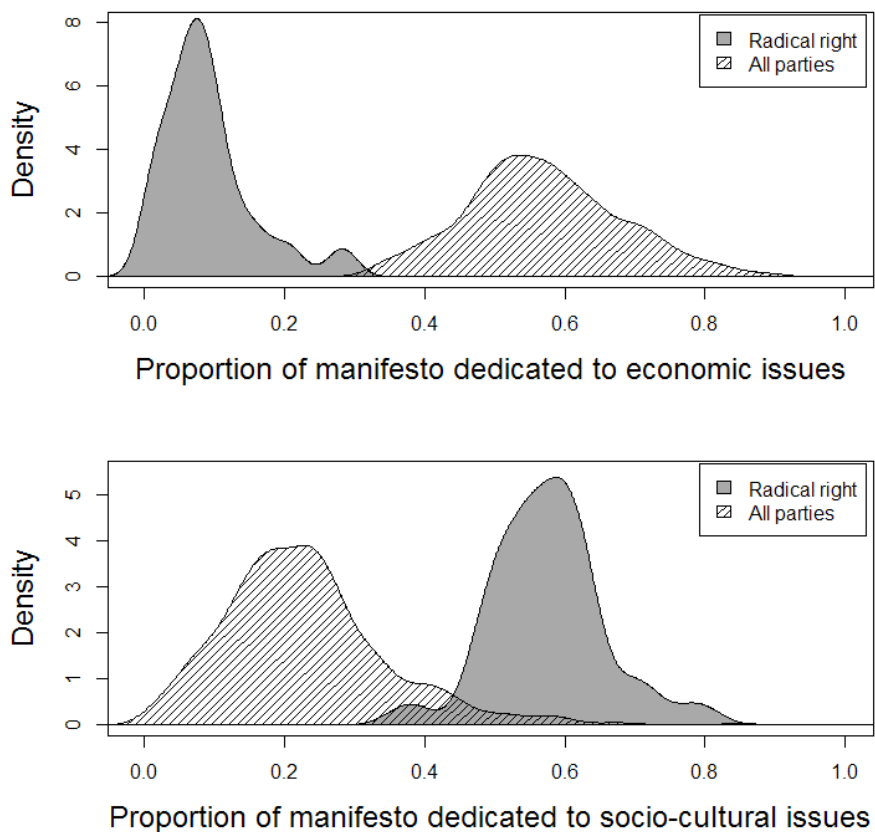 Density
8
6
4
2
0
Radical right
All parties
0.0 0.2 0.4 0.6 0.8 1.0
Proportion of manifesto dedicated to economic issues
Density
5
4
3
2
1
0
Radical right
All parties
0.0 0.2 0.4 0.6 0.8 1.0
Proportion of manifesto dedicated to socio-cultural issues